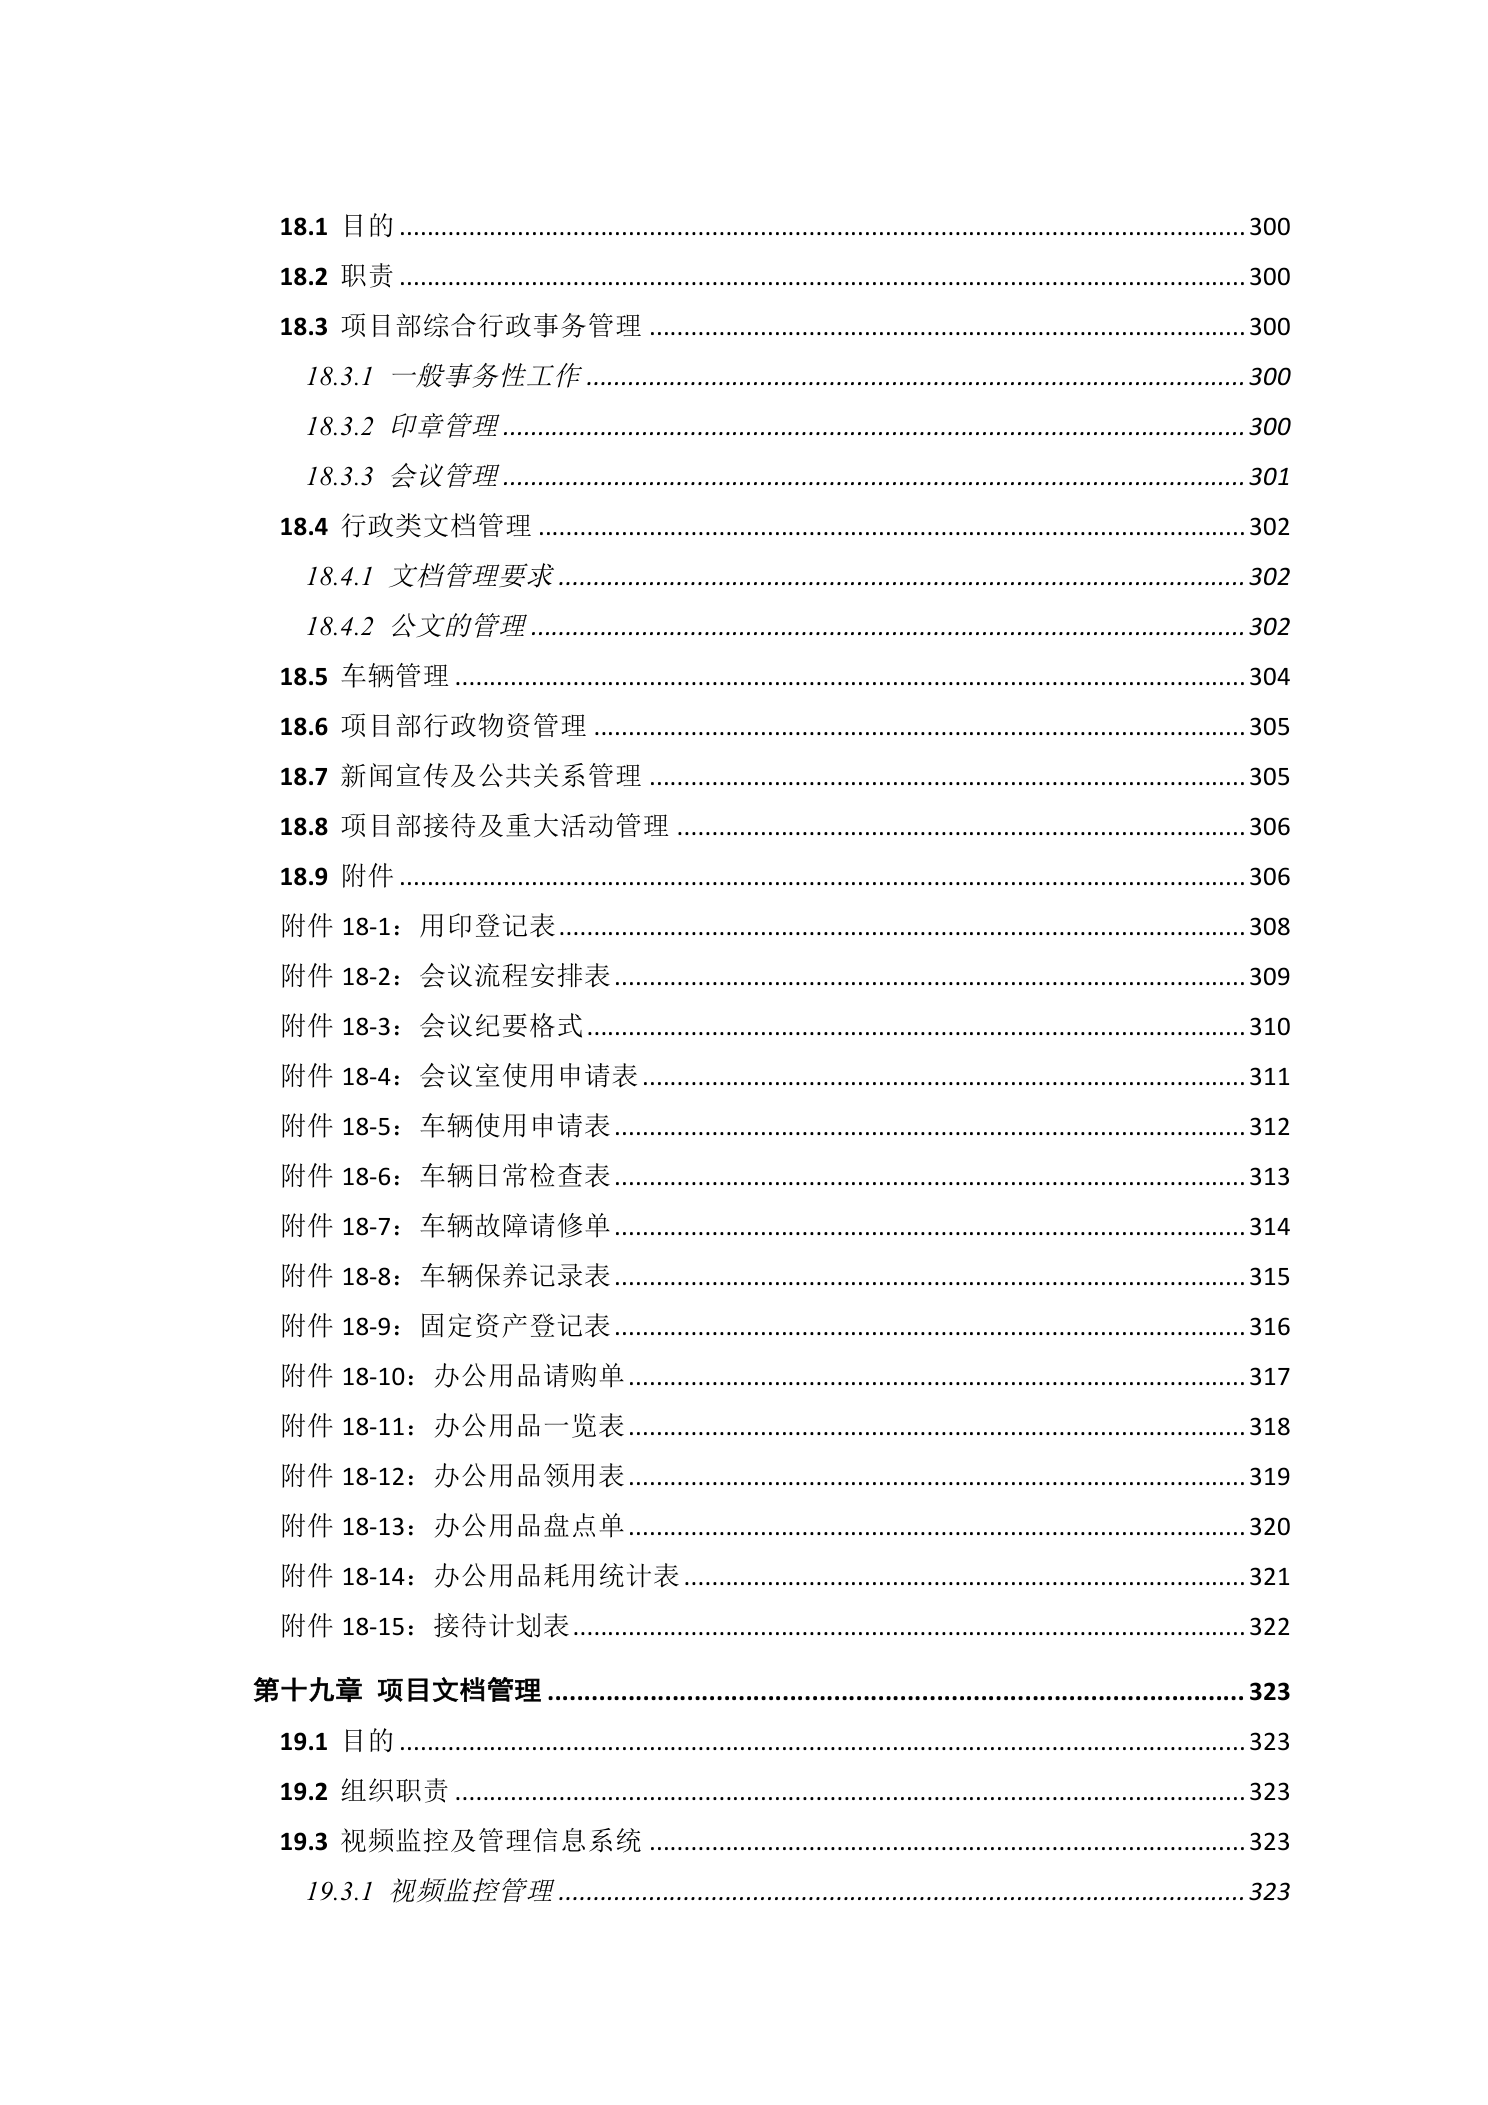 18.1 目的........300
18.2 职责........300
18.3 项目部综合行政事务管理........300
18.3.1 一般事务性工作........300
18.3.2 印章管理........300
18.3.3 会议管理........301
18.4 行政类文档管理........302
18.4.1 文档管理要求........302
18.4.2 公文的管理........302
18.5 车辆管理........304
18.6 项目部行政物资管理........305
18.7 新闻宣传及公共关系管理........305
18.8 项目部接待及重大活动管理........306
18.9 附件........306
附件 18-1：用印登记表........308
附件 18-2：会议流程安排表........309
附件 18-3：会议纪要格式........310
附件 18-4：会议室使用申请表........311
附件 18-5：车辆使用申请表........312
附件 18-6：车辆日常检查表........313
附件 18-7：车辆故障请修单........314
附件 18-8：车辆保养记录表........315
附件 18-9：固定资产登记表........316
附件 18-10：办公用品请购单........317
附件 18-11：办公用品一览表........318
附件 18-12：办公用品领用表........319
附件 18-13：办公用品盘点单........320
附件 18-14：办公用品耗用统计表........321
附件 18-15：接待计划表........322
第十九章 项目文档管理........323
19.1 目的........323
19.2 组织职责........323
19.3 视频监控及管理信息系统........323
19.3.1 视频监控管理........323